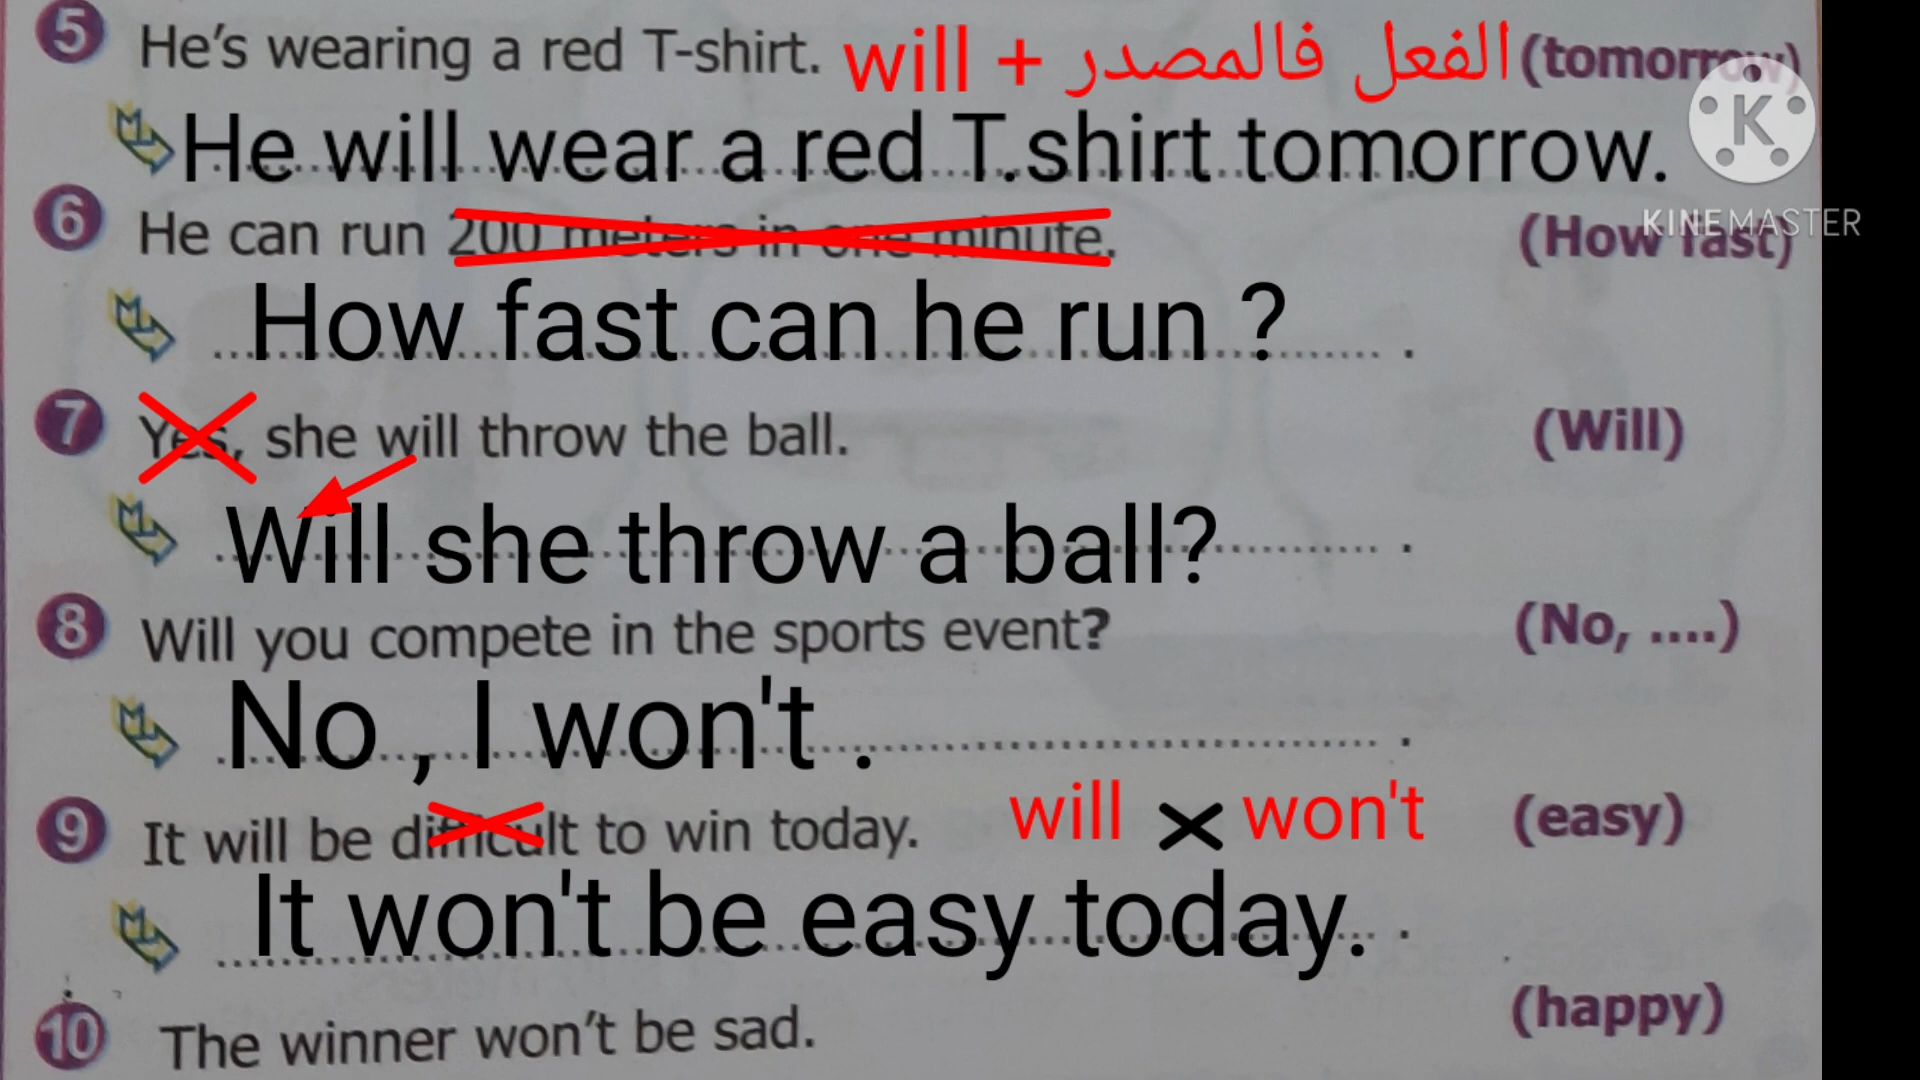 5 He's wearing a red T-shirt. will + الفعل فالمصدر (tomorrow)
He will wear a red T.shirt tomorrow.
K
KINEMASTER
6 He can run 200 meters in one minute. (How fast)
How fast can he run ?
7 Yes, she will throw the ball. (Will)
Will she throw a ball?
8 Will you compete in the sports event? (No, ....)
No , I won't .
9 It will be difficult to win today. will × won't (easy)
It won't be easy today.
10 The winner won't be sad. (happy)